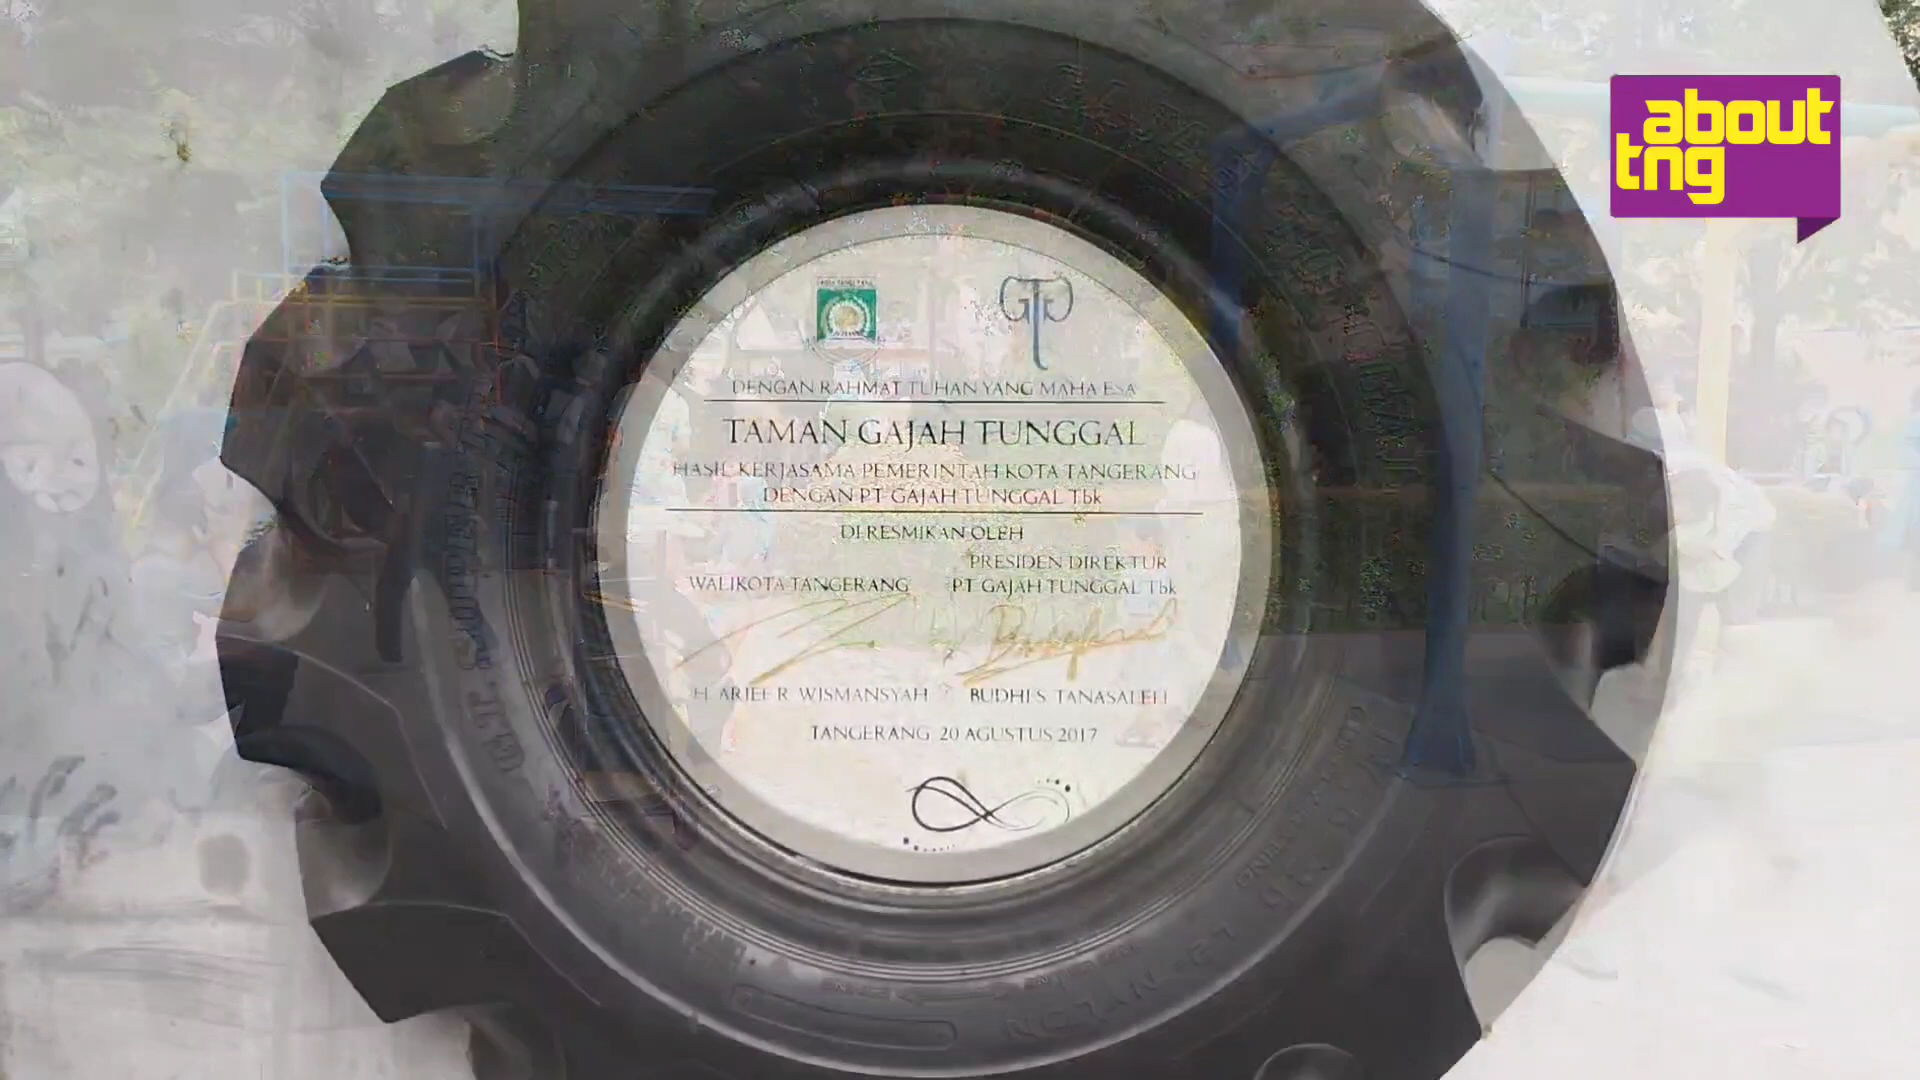 about
tng
GTG
DENGAN RAHMAT TUHAN YANG MAHA ESA
TAMAN GAJAH TUNGGAL
HASIL KERJASAMA PEMERINTAH KOTA TANGERANG
DENGAN PT GAJAH TUNGGAL Tbk
DI RESMIKAN OLEH
PRESIDEN DIREKTUR
WALIKOTA TANGERANG PT GAJAH TUNGGAL Tbk
H. ARIEF R WISMANSYAH BUDHI S TANASALEH
TANGERANG 20 AGUSTUS 2017
NYLON